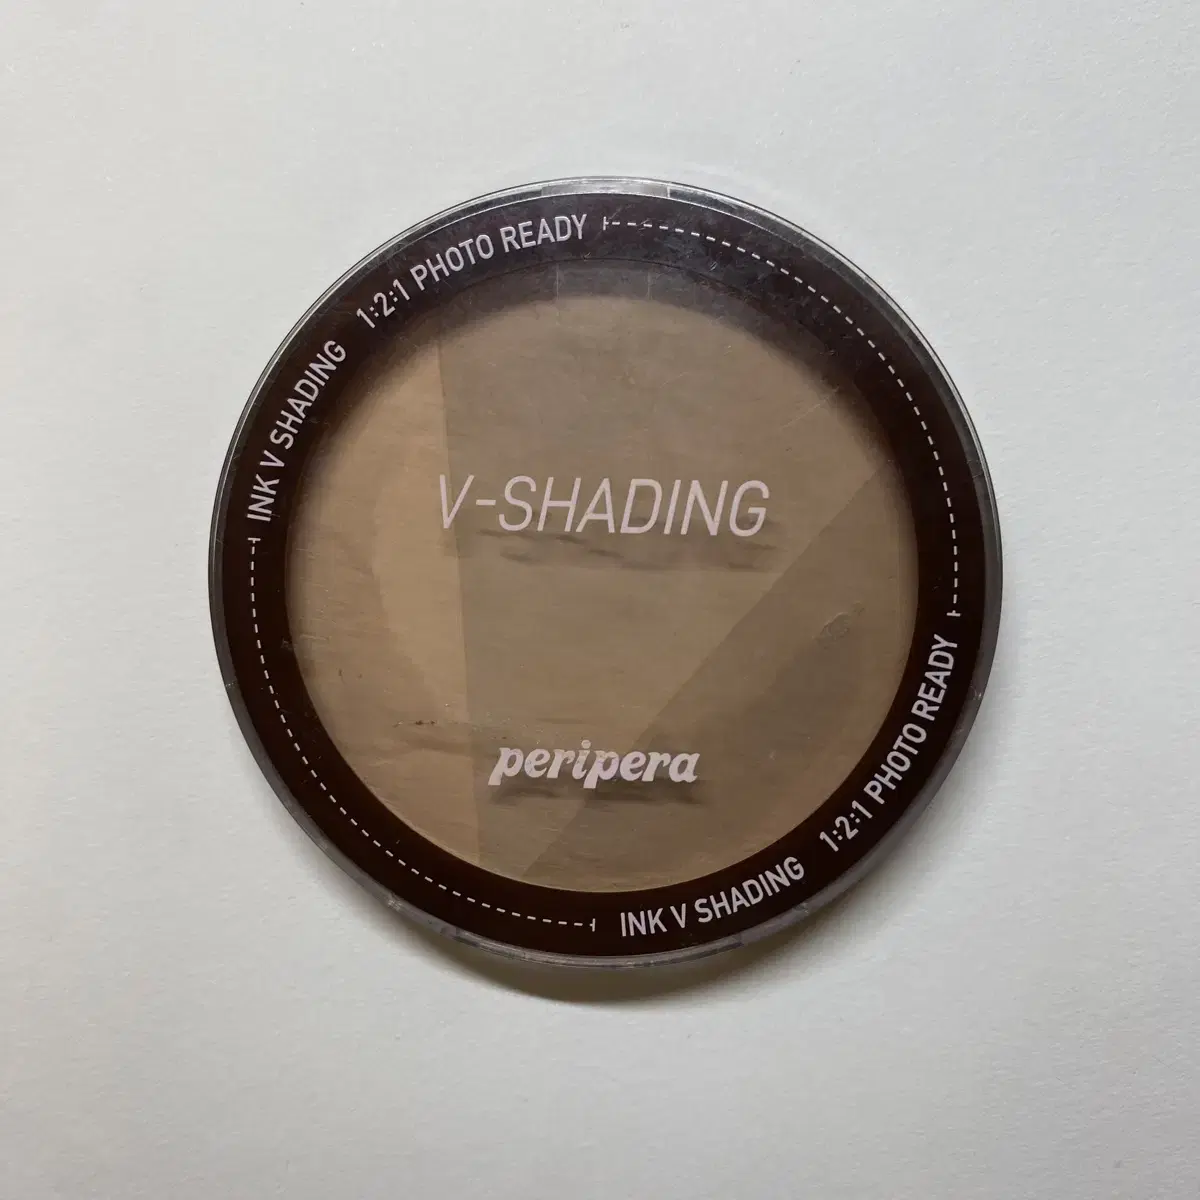 INK V SHADING 1:2:1 PHOTO READY
V-SHADING
peripera
INK V SHADING 1:2:1 PHOTO READY